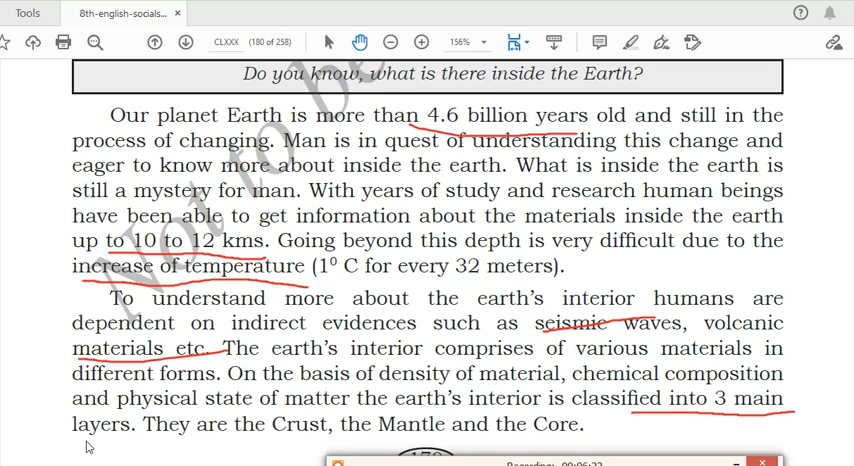 Tools
8th-english-socials... ×
CLXXX (180 of 258)
156%
Do you know, what is there inside the Earth?
Our planet Earth is more than 4.6 billion years old and still in the
process of changing. Man is in quest of understanding this change and
eager to know more about inside the earth. What is inside the earth is
still a mystery for man. With years of study and research human beings
have been able to get information about the materials inside the earth
up to 10 to 12 kms. Going beyond this depth is very difficult due to the
increase of temperature (1⁰ C for every 32 meters).
To understand more about the earth's interior humans are
dependent on indirect evidences such as seismic waves, volcanic
materials etc. The earth's interior comprises of various materials in
different forms. On the basis of density of material, chemical composition
and physical state of matter the earth's interior is classified into 3 main
layers. They are the Crust, the Mantle and the Core.
Not to be